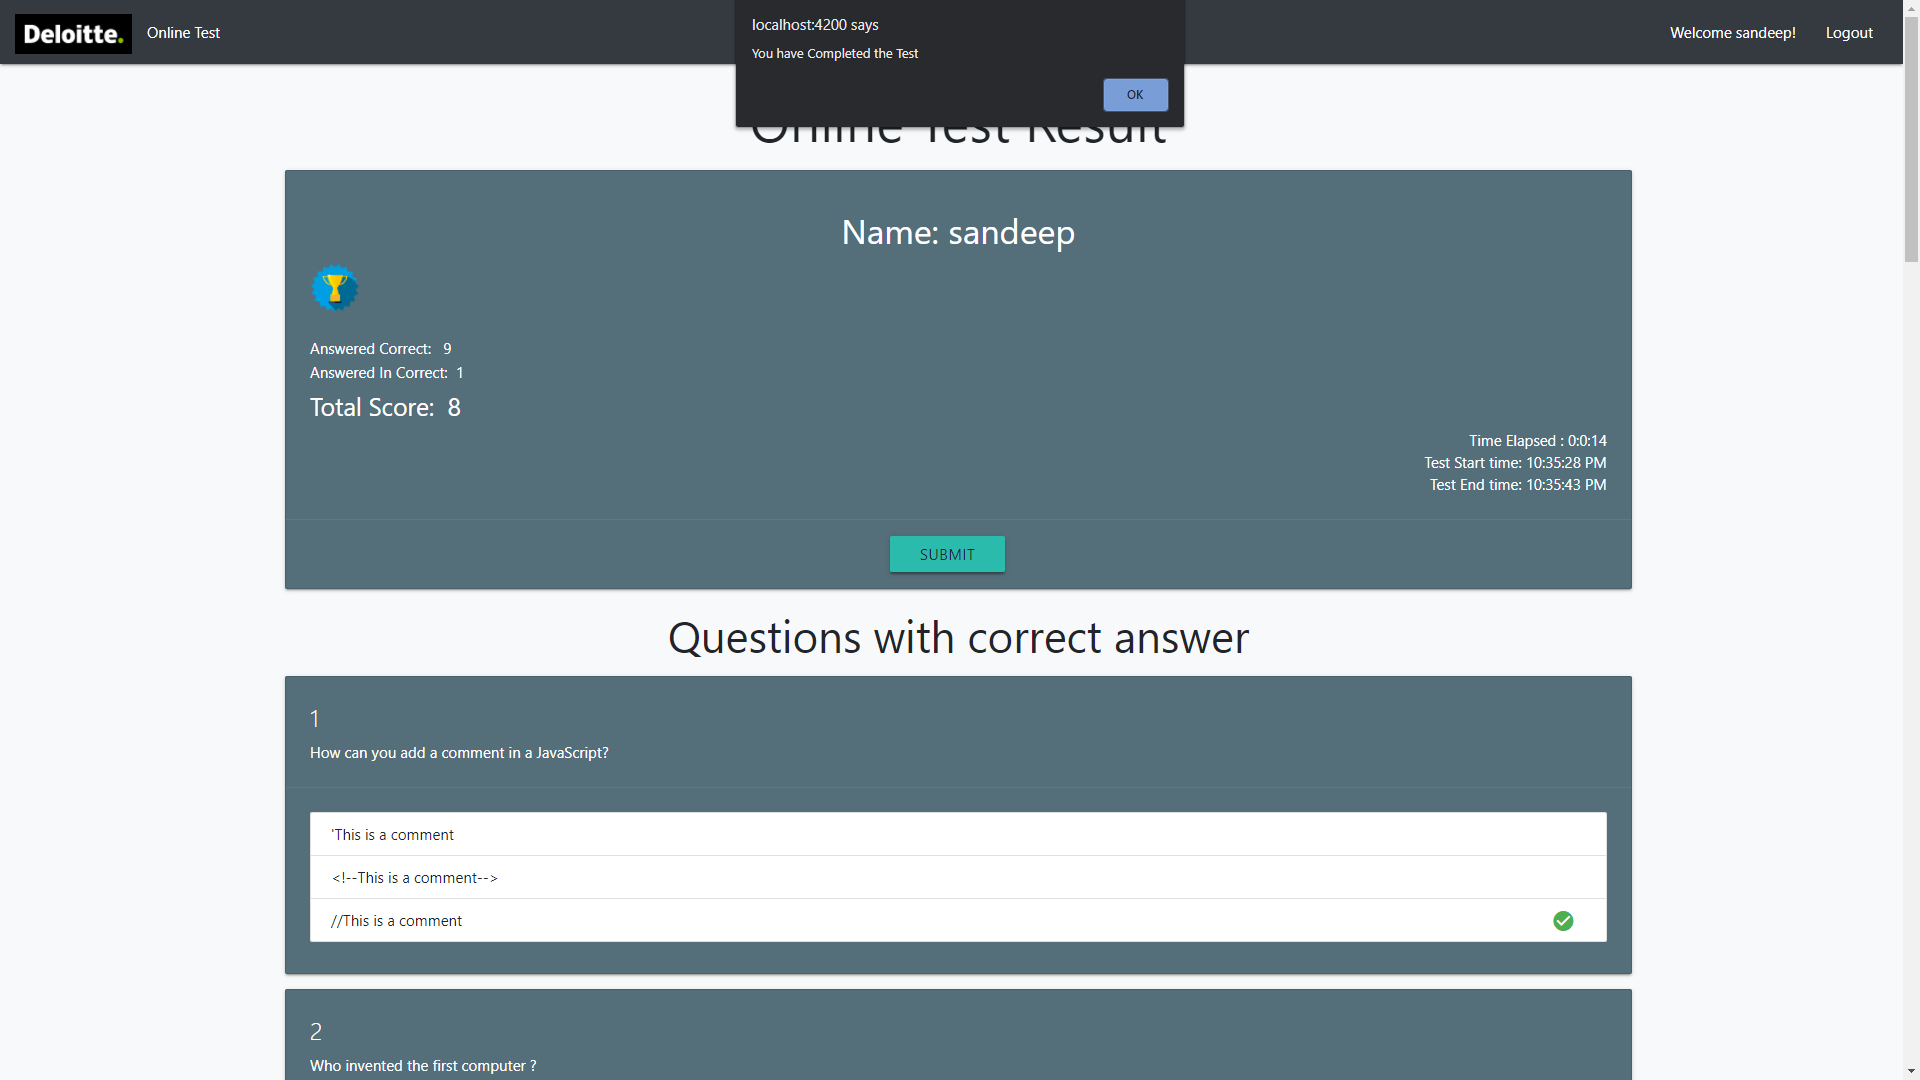 Deloitte.
Online Test
localhost:4200 says
You have Completed the Test
OK
Welcome sandeep!
Logout
Online Test Result
Name: sandeep
Answered Correct: 9
Answered In Correct: 1
Total Score: 8
Time Elapsed : 0:0:14
Test Start time: 10:35:28 PM
Test End time: 10:35:43 PM
SUBMIT
Questions with correct answer
1
How can you add a comment in a JavaScript?
'This is a comment
<!--This is a comment-->
//This is a comment
2
Who invented the first computer ?